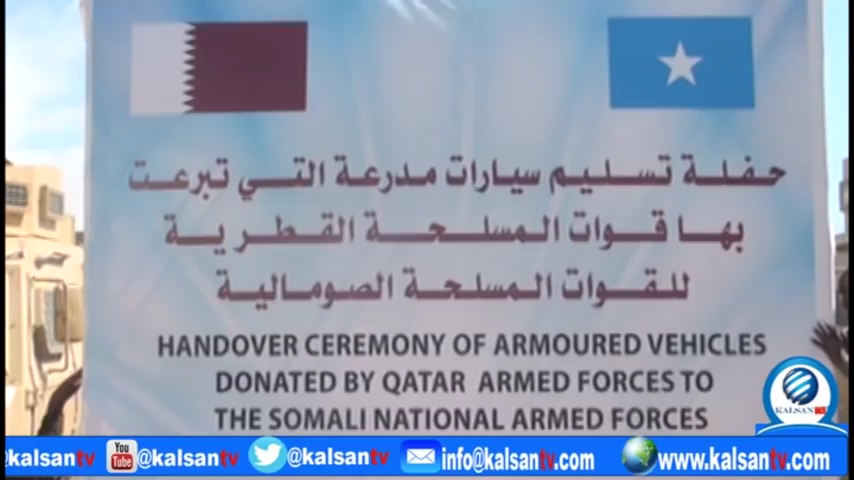 حفلة تسليم سيارات مدرعة التي تبرعت
بها قوات المسلحة القطرية
للقوات المسلحة الصومالية
HANDOVER CEREMONY OF ARMOURED VEHICLES
DONATED BY QATAR ARMED FORCES TO
THE SOMALI NATIONAL ARMED FORCES
KALSAN
@kalsantv You Tube @kalsantv @kalsantv info@kalsantv.com www.kalsantv.com